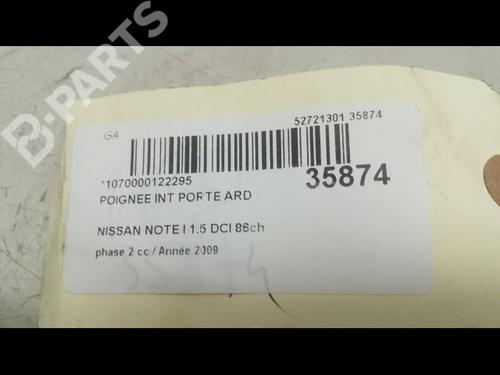 B-PARTS
GA
52721301 35874
*1070000122295
35874
POIGNEE INT PORTE ARD
NISSAN NOTE I 1.5 DCI 86ch
phase 2 cc / Année 2009